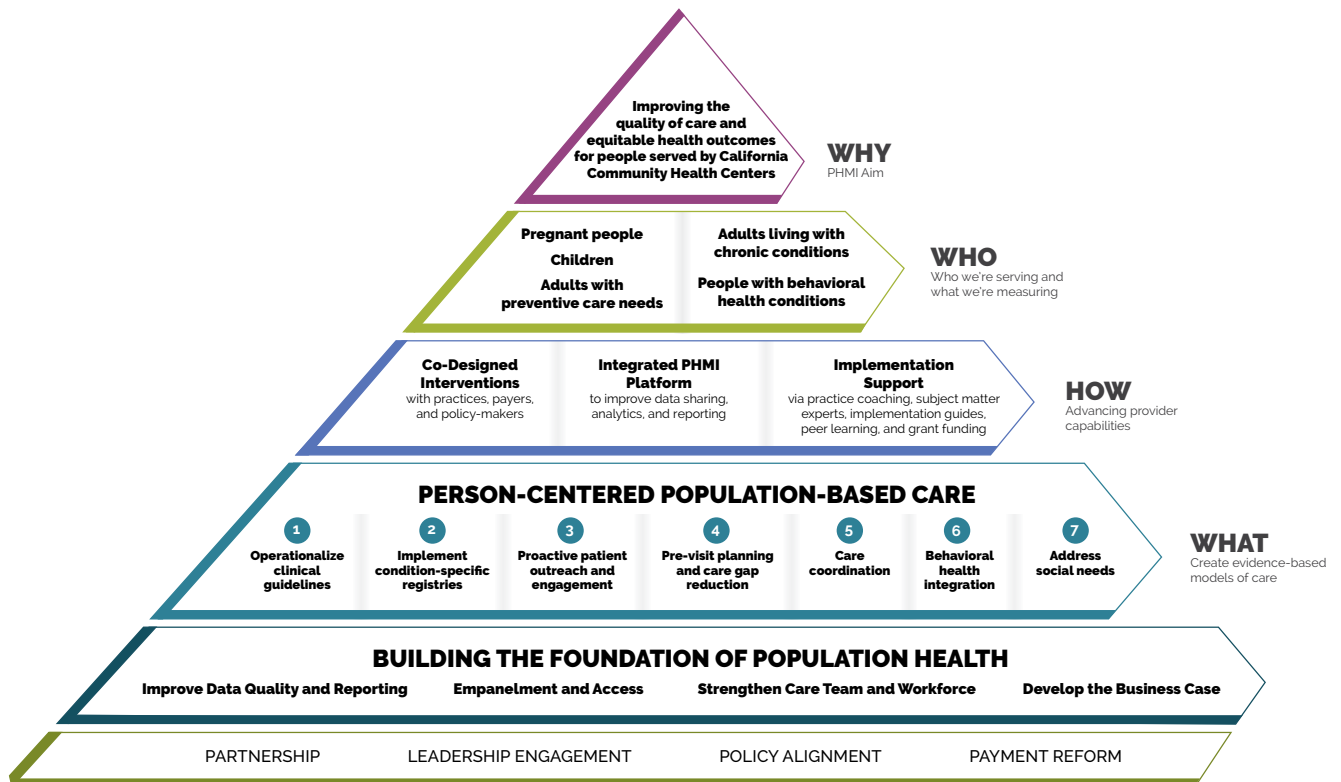 Improving the
quality of care and
equitable health outcomes
for people served by California
Community Health Centers
WHY
PHMI Aim
Pregnant people
Children
Adults with
preventive care needs
Adults living with
chronic conditions
People with behavioral
health conditions
WHO
Who we're serving and
what we're measuring
Co-Designed
Interventions
with practices, payers,
and policy-makers
Integrated PHMI
Platform
to improve data sharing,
analytics, and reporting
Implementation
Support
via practice coaching, subject matter
experts, implementation guides,
peer learning, and grant funding
HOW
Advancing provider
capabilities
PERSON-CENTERED POPULATION-BASED CARE
1
Operationalize
clinical
guidelines
2
Implement
condition-specific
registries
3
Proactive patient
outreach and
engagement
4
Pre-visit planning
and care gap
reduction
5
Care
coordination
6
Behavioral
health
integration
7
Address
social needs
WHAT
Create evidence-based
models of care
BUILDING THE FOUNDATION OF POPULATION HEALTH
Improve Data Quality and Reporting
Empanelment and Access
Strengthen Care Team and Workforce
Develop the Business Case
PARTNERSHIP
LEADERSHIP ENGAGEMENT
POLICY ALIGNMENT
PAYMENT REFORM